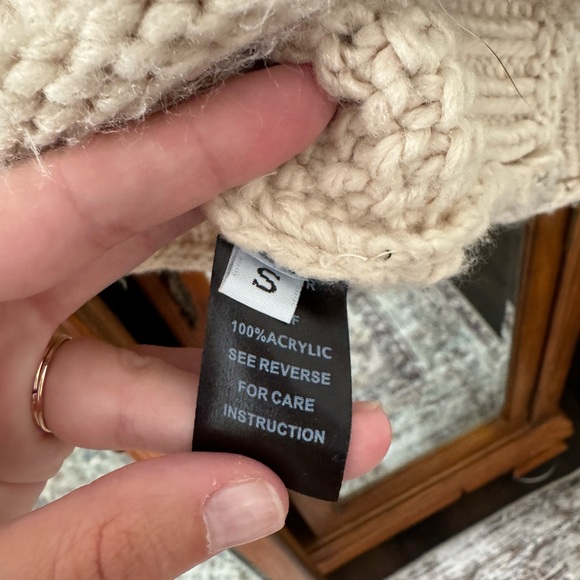 S
R
F
100%ACRYLIC
SEE REVERSE
FOR CARE
INSTRUCTION